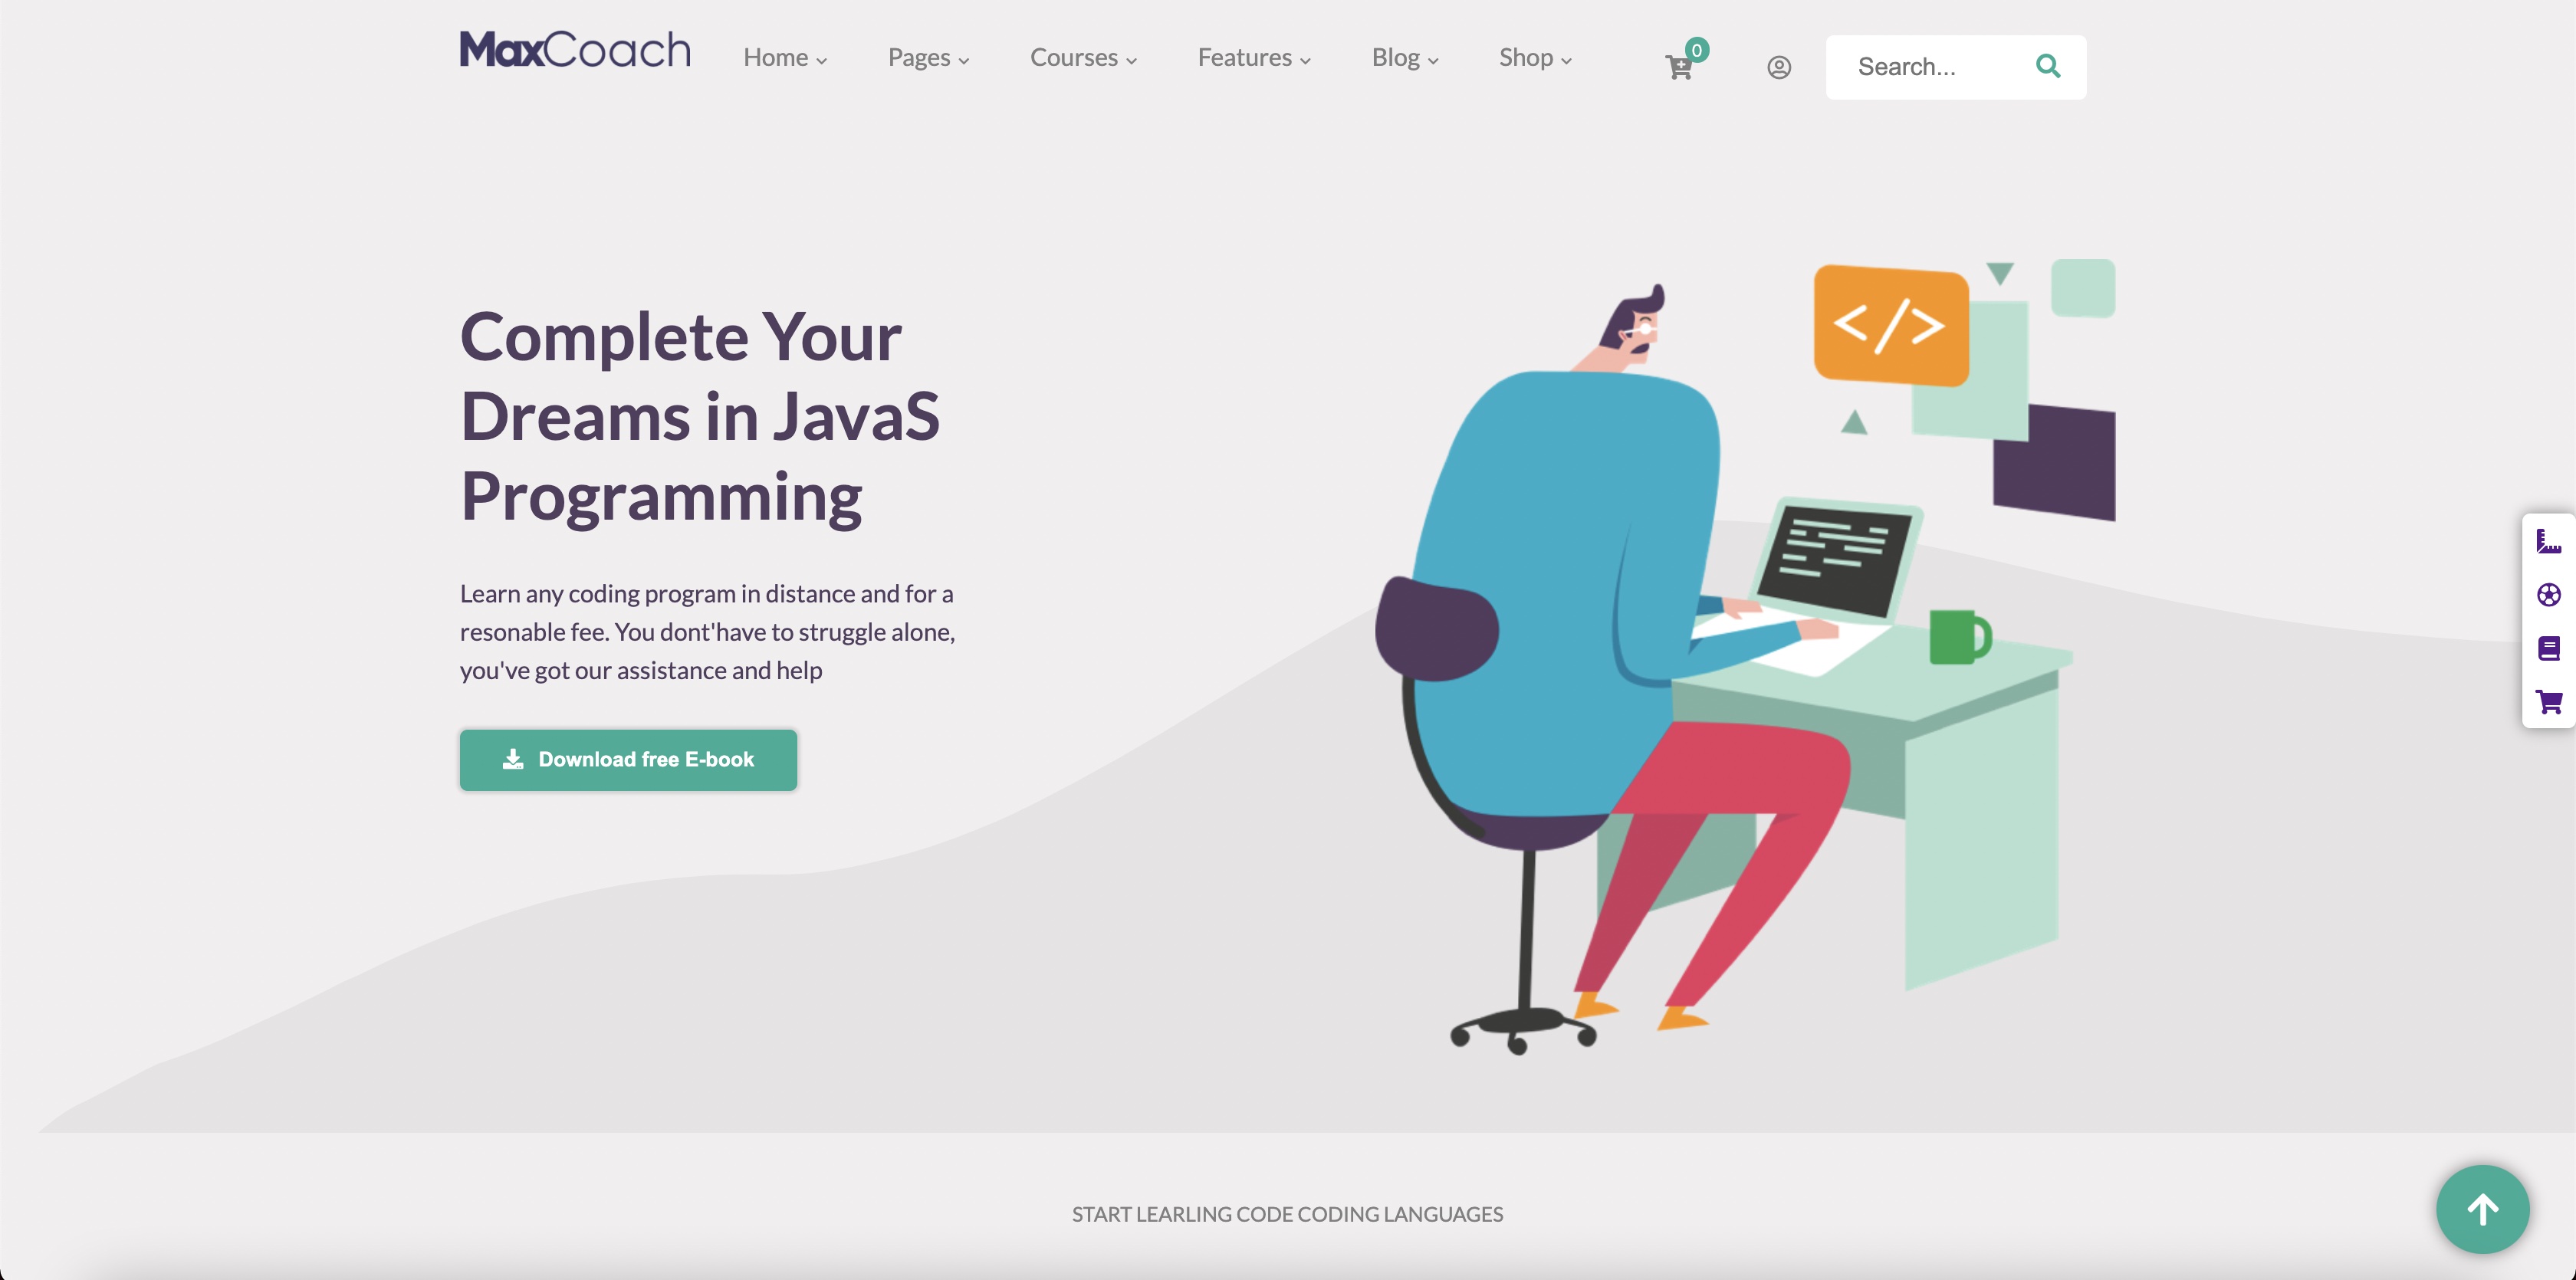 MaxCoach
Home
Pages
Courses
Features
Blog
Shop
0
Search...
Complete Your
Dreams in JavaS
Programming
</>
Learn any coding program in distance and for a
resonable fee. You dont'have to struggle alone,
you've got our assistance and help
Download free E-book
START LEARLING CODE CODING LANGUAGES